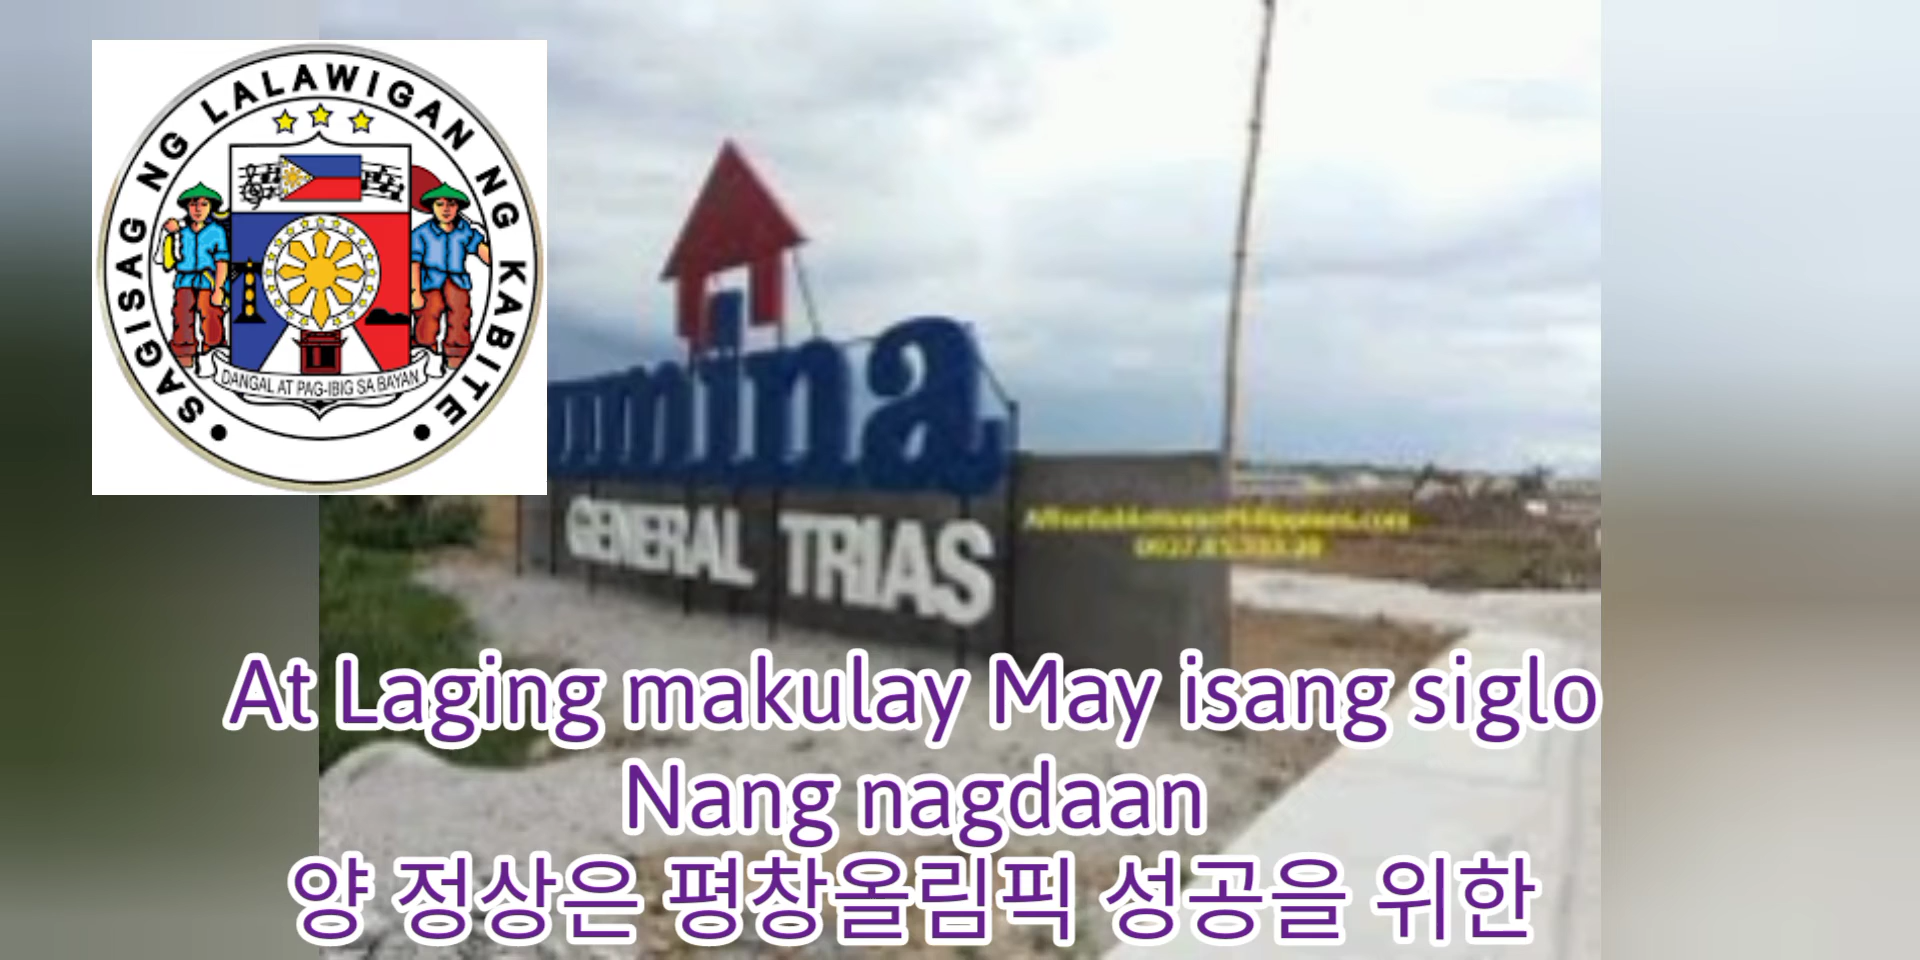 SAGISAG NG LALAWIGAN NG KABITE
DANGAL AT PAG-IBIG SA BAYAN
mina
GENERAL TRIAS
At Laging makulay May isang siglo
Nang nagdaan
양 정상은 평창올림픽 성공을 위한